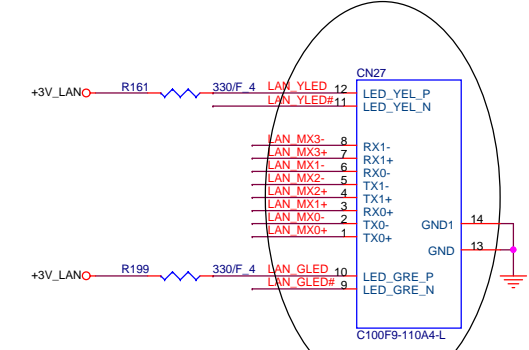 CN27
+3V_LAN R161 330/F_4 LAN_YLED 12 LED_YEL_P
LAN_YLED# 11 LED_YEL_N
LAN_MX3- 8 RX1-
LAN_MX3+ 7 RX1+
LAN_MX1- 6 RX0-
LAN_MX2- 5 TX1-
LAN_MX2+ 4 TX1+
LAN_MX1+ 3 RX0+
LAN_MX0- 2 TX0- GND1 14
LAN_MX0+ 1 TX0+
GND 13
+3V_LAN R199 330/F_4 LAN_GLED 10 LED_GRE_P
LAN_GLED# 9 LED_GRE_N
C100F9-110A4-L